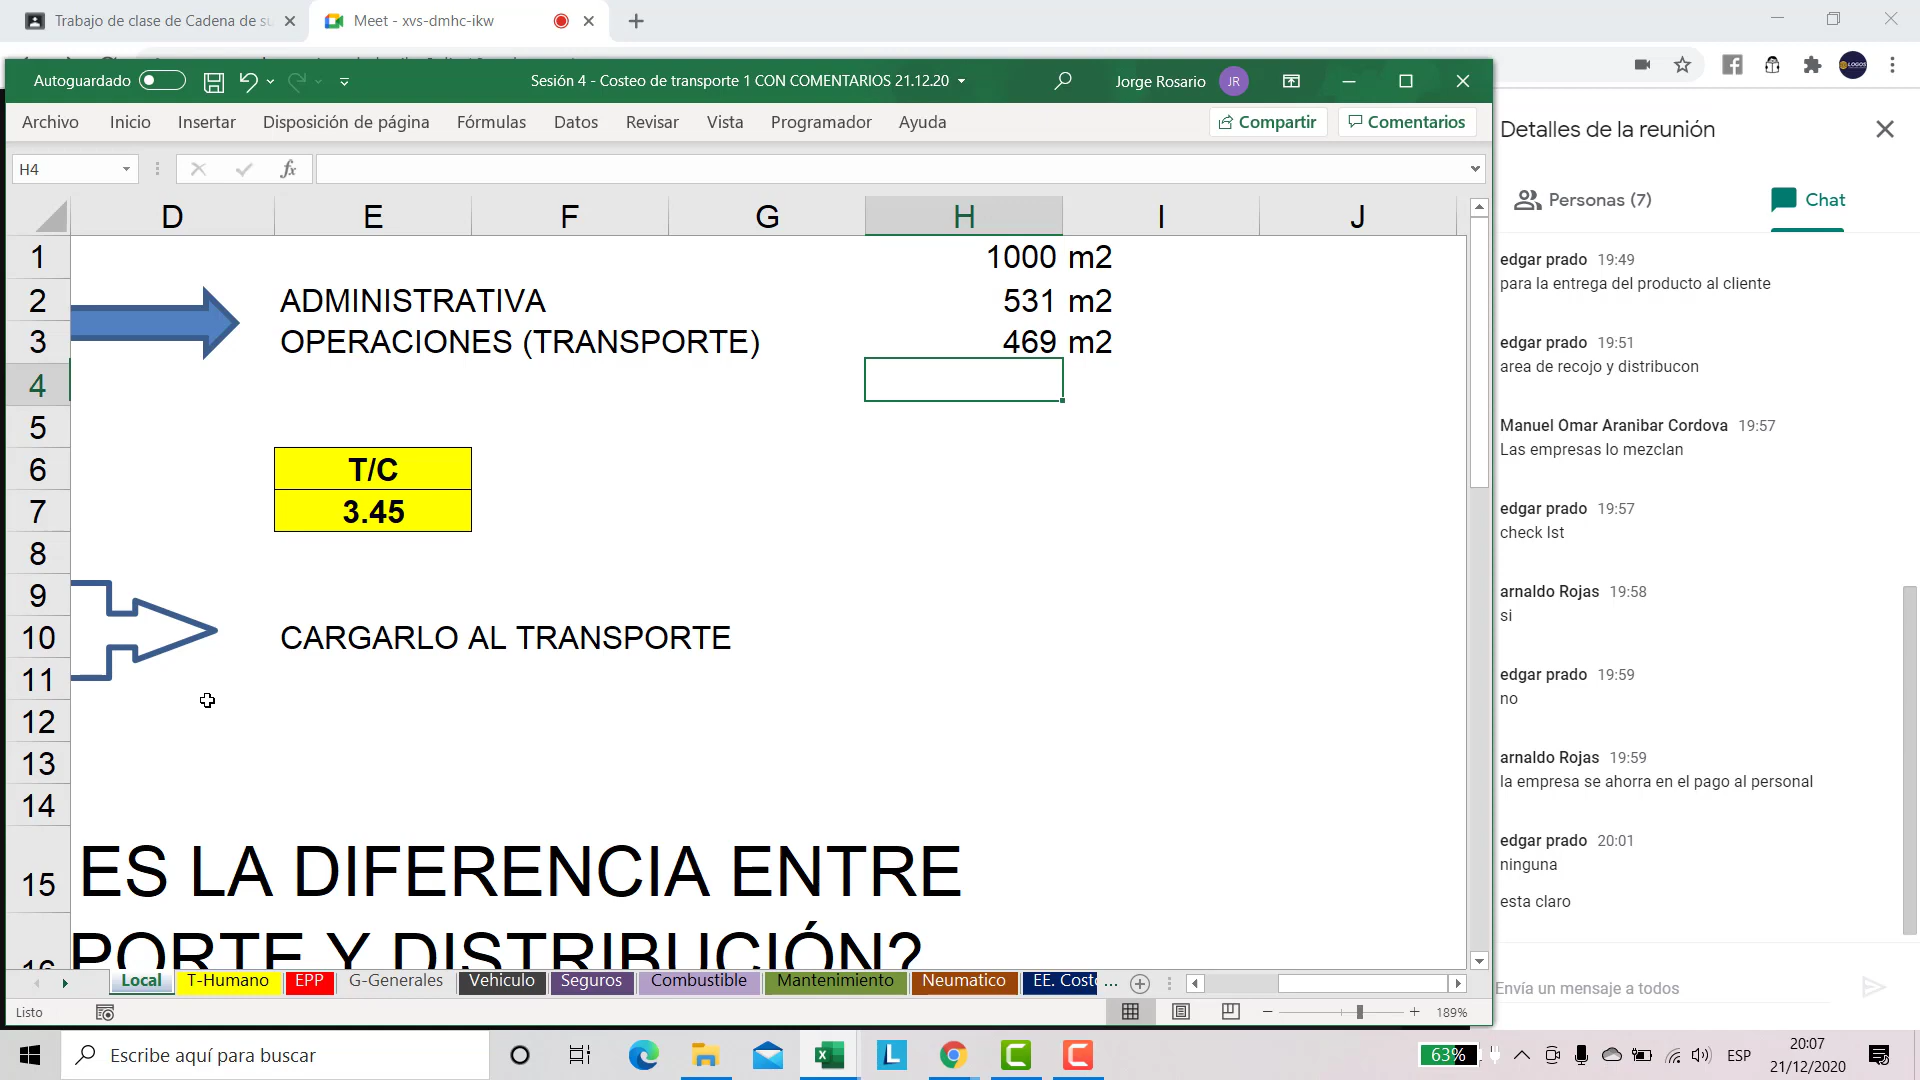 Trabajo de clase de Cadena de su
Meet - xvs-dmhc-ikw
Autoguardado
Sesión 4 - Costeo de transporte 1 CON COMENTARIOS 21.12.20
Jorge Rosario
JR
Archivo
Inicio
Insertar
Disposición de página
Fórmulas
Datos
Revisar
Vista
Programador
Ayuda
Compartir
Comentarios
H4
fx
D E F G H I J
1 1000 m2
2 ADMINISTRATIVA 531 m2
3 OPERACIONES (TRANSPORTE) 469 m2
4
5
6 T/C
7 3.45
8
9
10 CARGARLO AL TRANSPORTE
11
12
13
14
15 ES LA DIFERENCIA ENTRE
16 PORTE Y DISTRIBUCIÓN?
Local
T-Humano
EPP
G-Generales
Vehiculo
Seguros
Combustible
Mantenimiento
Neumatico
EE. Costo
...
Listo
189%
Detalles de la reunión
Personas (7)
Chat
edgar prado 19:49
para la entrega del producto al cliente
edgar prado 19:51
area de recojo y distribucon
Manuel Omar Aranibar Cordova 19:57
Las empresas lo mezclan
edgar prado 19:57
check lst
arnaldo Rojas 19:58
si
edgar prado 19:59
no
arnaldo Rojas 19:59
la empresa se ahorra en el pago al personal
edgar prado 20:01
ninguna
esta claro
Envía un mensaje a todos
Escribe aquí para buscar
63%
ESP
20:07
21/12/2020